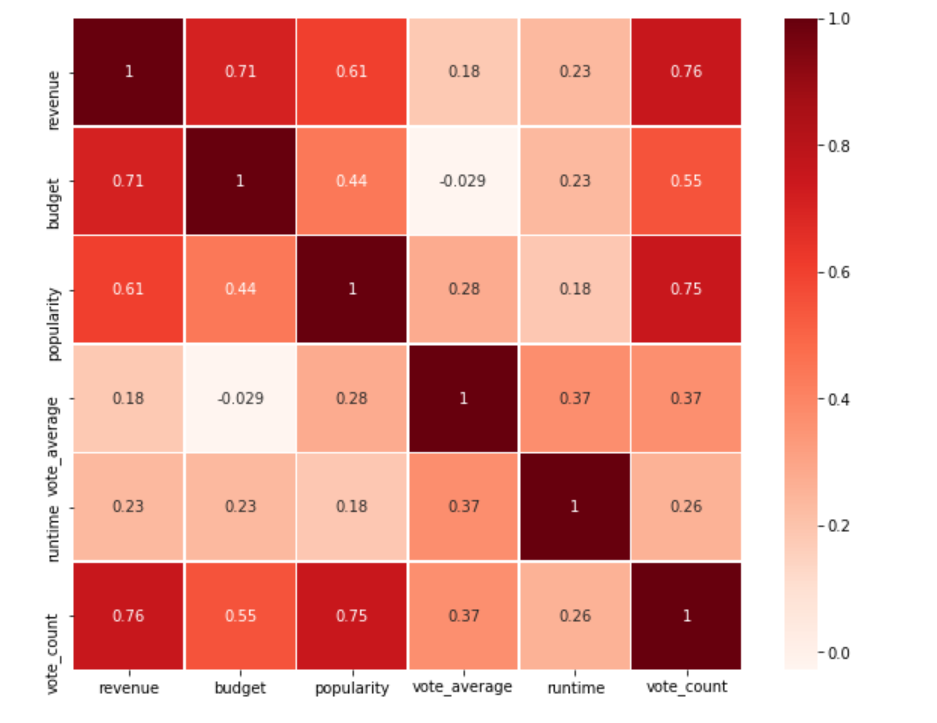 revenue 1 0.71 0.61 0.18 0.23 0.76
budget 0.71 1 0.44 -0.029 0.23 0.55
popularity 0.61 0.44 1 0.28 0.18 0.75
vote_average 0.18 -0.029 0.28 1 0.37 0.37
runtime 0.23 0.23 0.18 0.37 1 0.26
vote_count 0.76 0.55 0.75 0.37 0.26 1
revenue budget popularity vote_average runtime vote_count
1.0
0.8
0.6
0.4
0.2
0.0